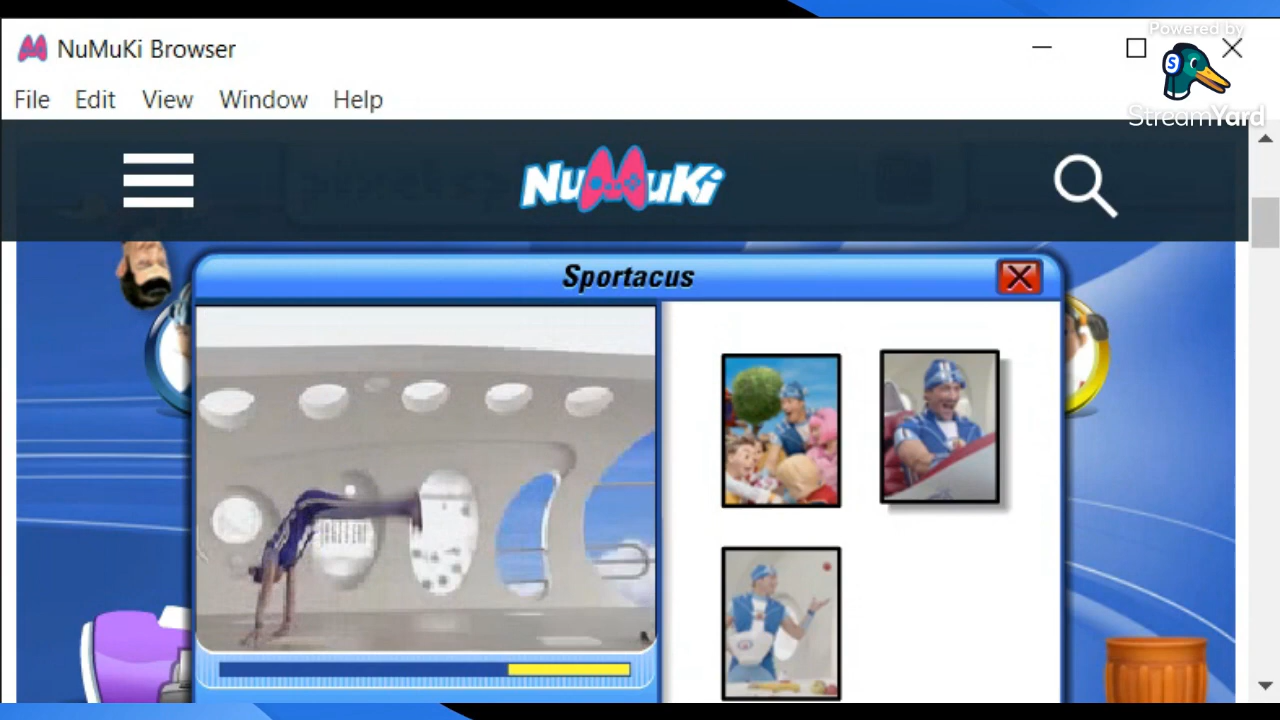 Powered by
NuMuKi Browser
S
StreamYard
File Edit View Window Help
NuMuKi
Sportacus